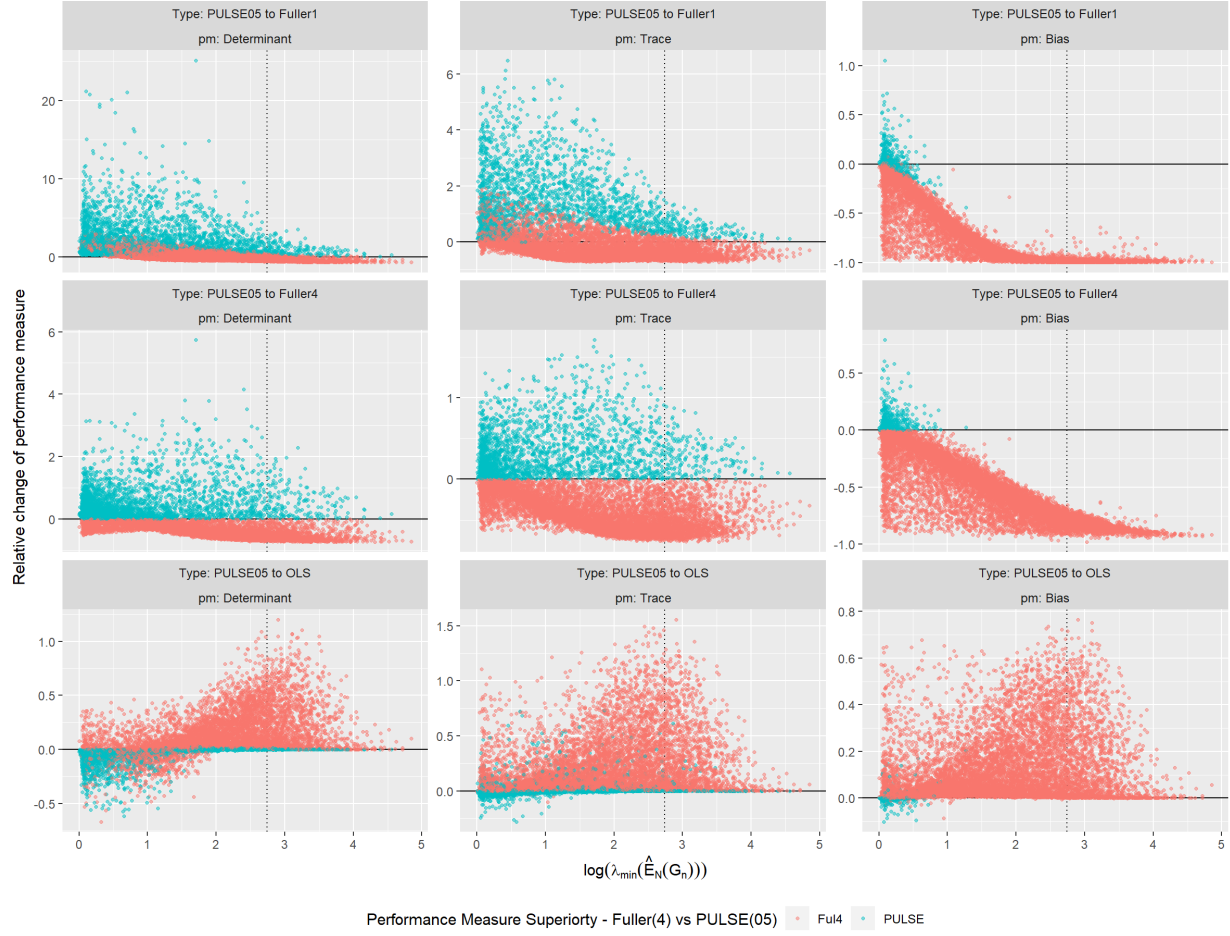 Type: PULSE05 to Fuller1
pm: Determinant
Type: PULSE05 to Fuller1
pm: Trace
Type: PULSE05 to Fuller1
pm: Bias
20
10
0
6
4
2
0
1.0
0.5
0.0
-0.5
-1.0
Type: PULSE05 to Fuller4
pm: Determinant
Type: PULSE05 to Fuller4
pm: Trace
Type: PULSE05 to Fuller4
pm: Bias
6
4
2
0
1
0
0.5
0.0
-0.5
-1.0
Relative change of performance measure
Type: PULSE05 to OLS
pm: Determinant
Type: PULSE05 to OLS
pm: Trace
Type: PULSE05 to OLS
pm: Bias
1.0
0.5
0.0
-0.5
1.5
1.0
0.5
0.0
0.8
0.6
0.4
0.2
0.0
0 1 2 3 4 5
0 1 2 3 4 5
0 1 2 3 4 5
log(λmin(ÊN(Gn)))
Performance Measure Superiorty - Fuller(4) vs PULSE(05) Ful4 PULSE